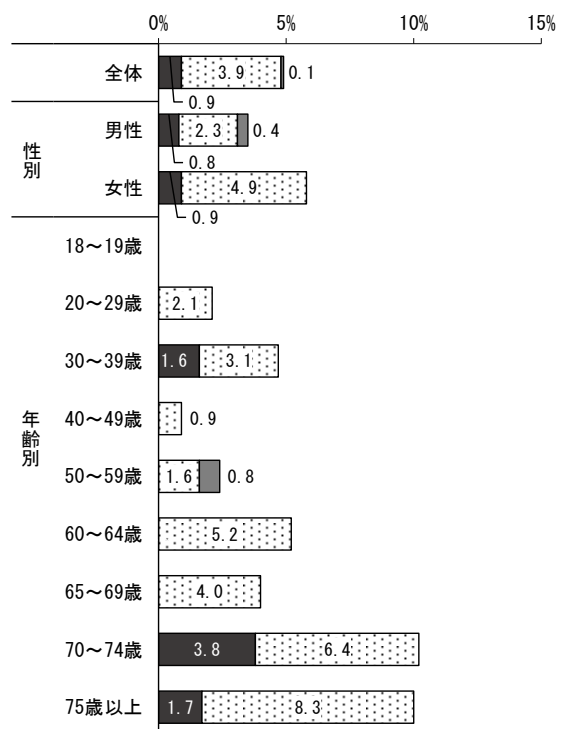 0% 5% 10% 15%
全体 3.9 0.1
0.9
性別
男性 2.3 0.4
0.8
女性 4.9
0.9
年齢別
18～19歳
20～29歳 2.1
30～39歳 1.6 3.1
40～49歳 0.9
50～59歳 1.6 0.8
60～64歳 5.2
65～69歳 4.0
70～74歳 3.8 6.4
75歳以上 1.7 8.3